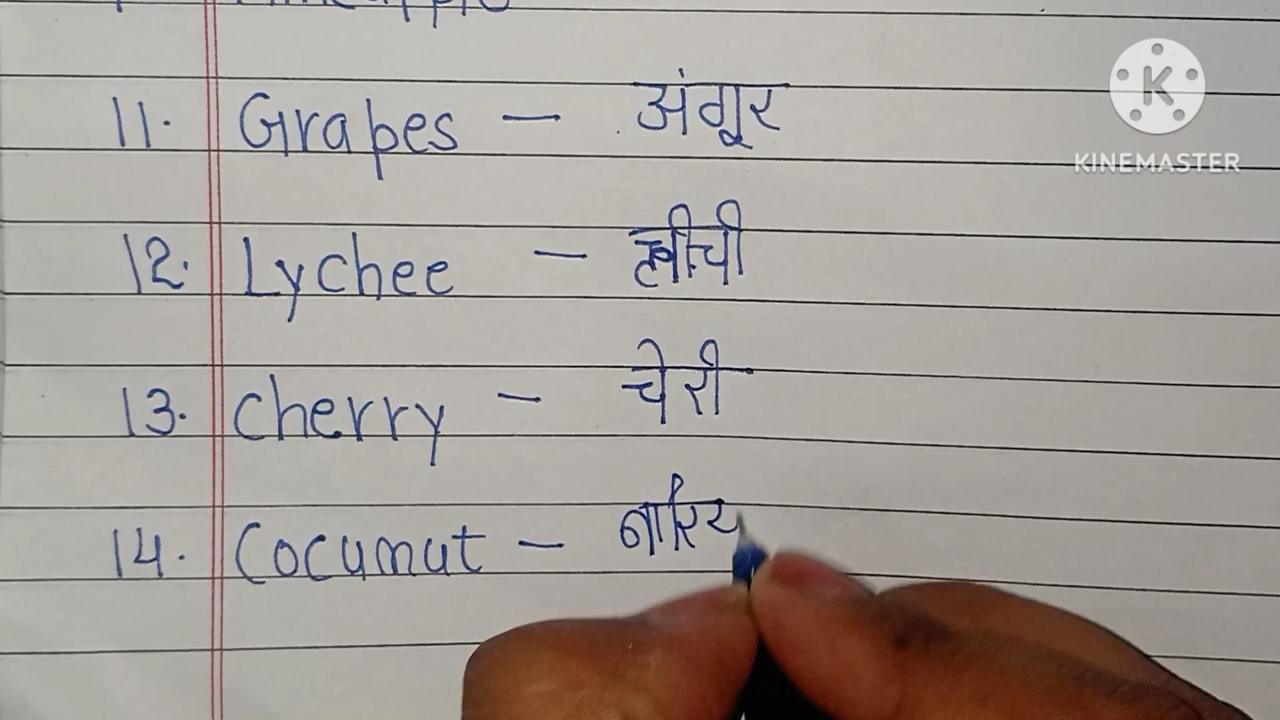 11. Grapes - अंगूर
K
KINEMASTER
12. Lychee - लीची
13. Cherry - चेरी
14. Cocumut - नारिय